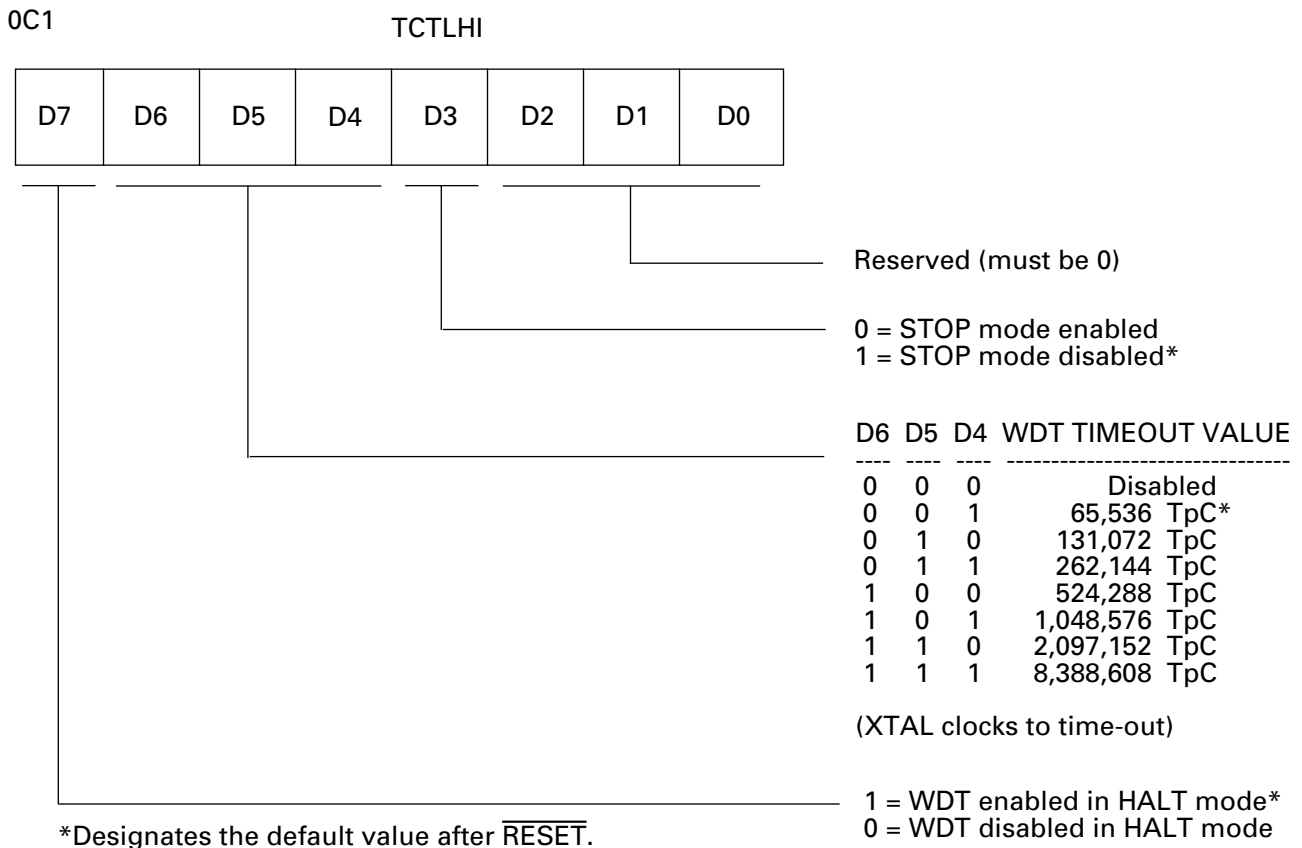 0C1
TCTLHI
D7 D6 D5 D4 D3 D2 D1 D0
Reserved (must be 0)
0 = STOP mode enabled
1 = STOP mode disabled*
D6 D5 D4 WDT TIMEOUT VALUE
---- ---- ---- --------------------------------
0 0 0 Disabled
0 0 1 65,536 TpC*
0 1 0 131,072 TpC
0 1 1 262,144 TpC
1 0 0 524,288 TpC
1 0 1 1,048,576 TpC
1 1 0 2,097,152 TpC
1 1 1 8,388,608 TpC
(XTAL clocks to time-out)
1 = WDT enabled in HALT mode*
0 = WDT disabled in HALT mode
*Designates the default value after RESET.